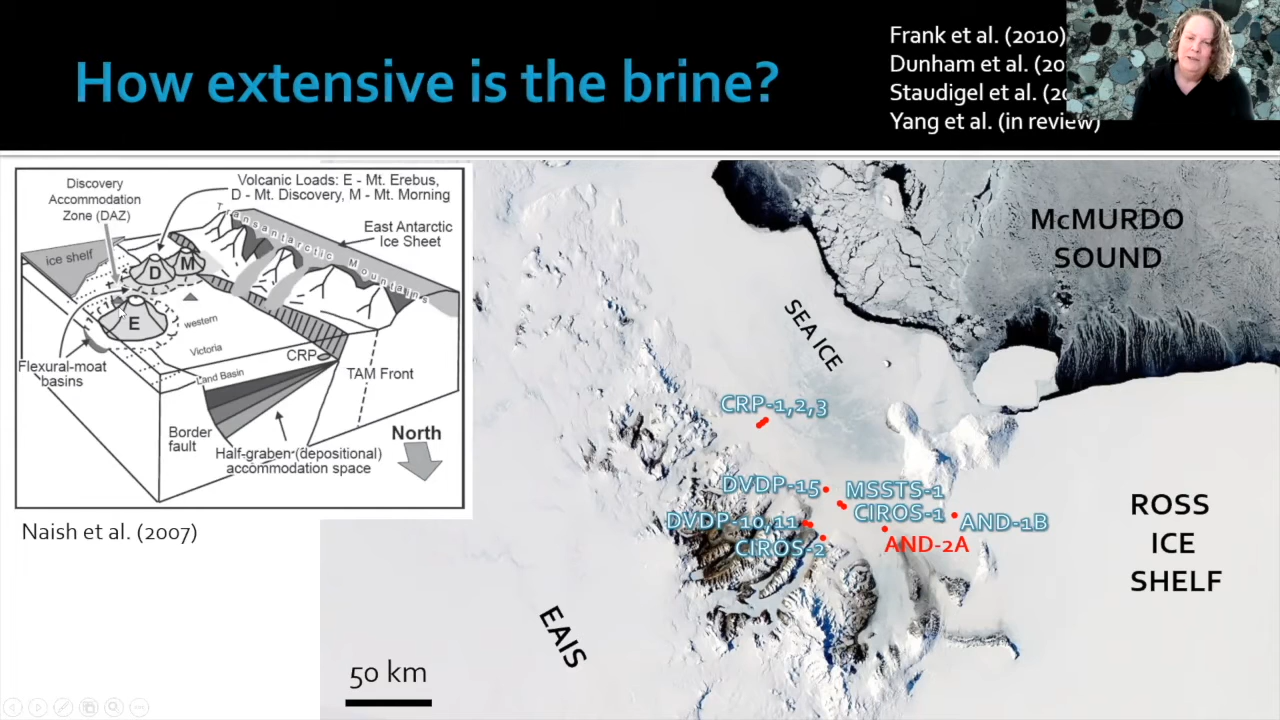 How extensive is the brine?
Frank et al. (2010)
Dunham et al. (20
Staudigel et al. (20
Yang et al. (in review)
Discovery
Accommodation
Zone (DAZ)
Volcanic Loads: E - Mt. Erebus,
D - Mt. Discovery, M - Mt. Morning
Transantarctic Mountains
East Antarctic
Ice Sheet
ice shelf
D
M
E
western
Victoria
Land Basin
Flexural-moat
basins
CRP
TAM Front
Border
fault
Half-graben (depositional)
accommodation space
North
Naish et al. (2007)
McMURDO
SOUND
SEA ICE
CRP-1,2,3
DVDP-15
MSSTS-1
CIROS-1
DVDP-10,11
AND-1B
CIROS-2
AND-2A
ROSS
ICE
SHELF
EAIS
50 km